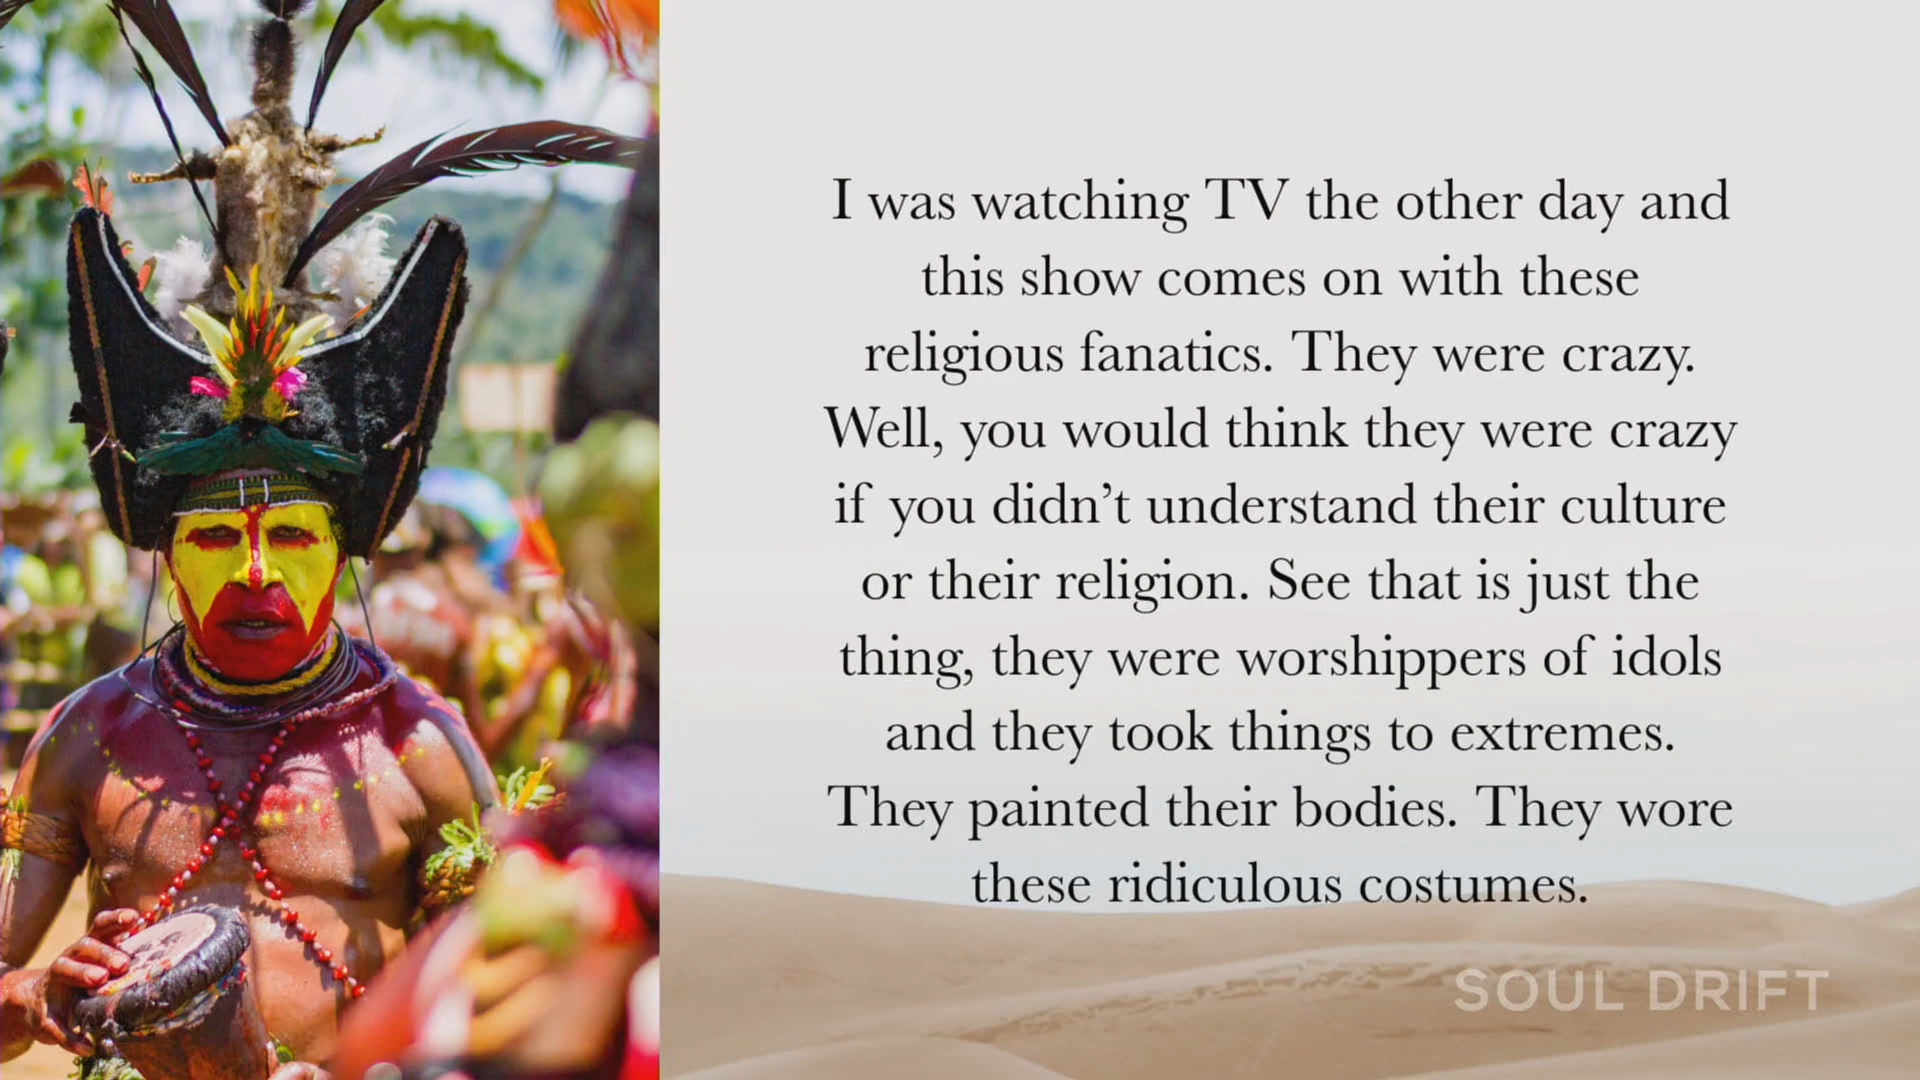 I was watching TV the other day and
this show comes on with these
religious fanatics. They were crazy.
Well, you would think they were crazy
if you didn’t understand their culture
or their religion. See that is just the
thing, they were worshippers of idols
and they took things to extremes.
They painted their bodies. They wore
these ridiculous costumes.
SOUL DRIFT